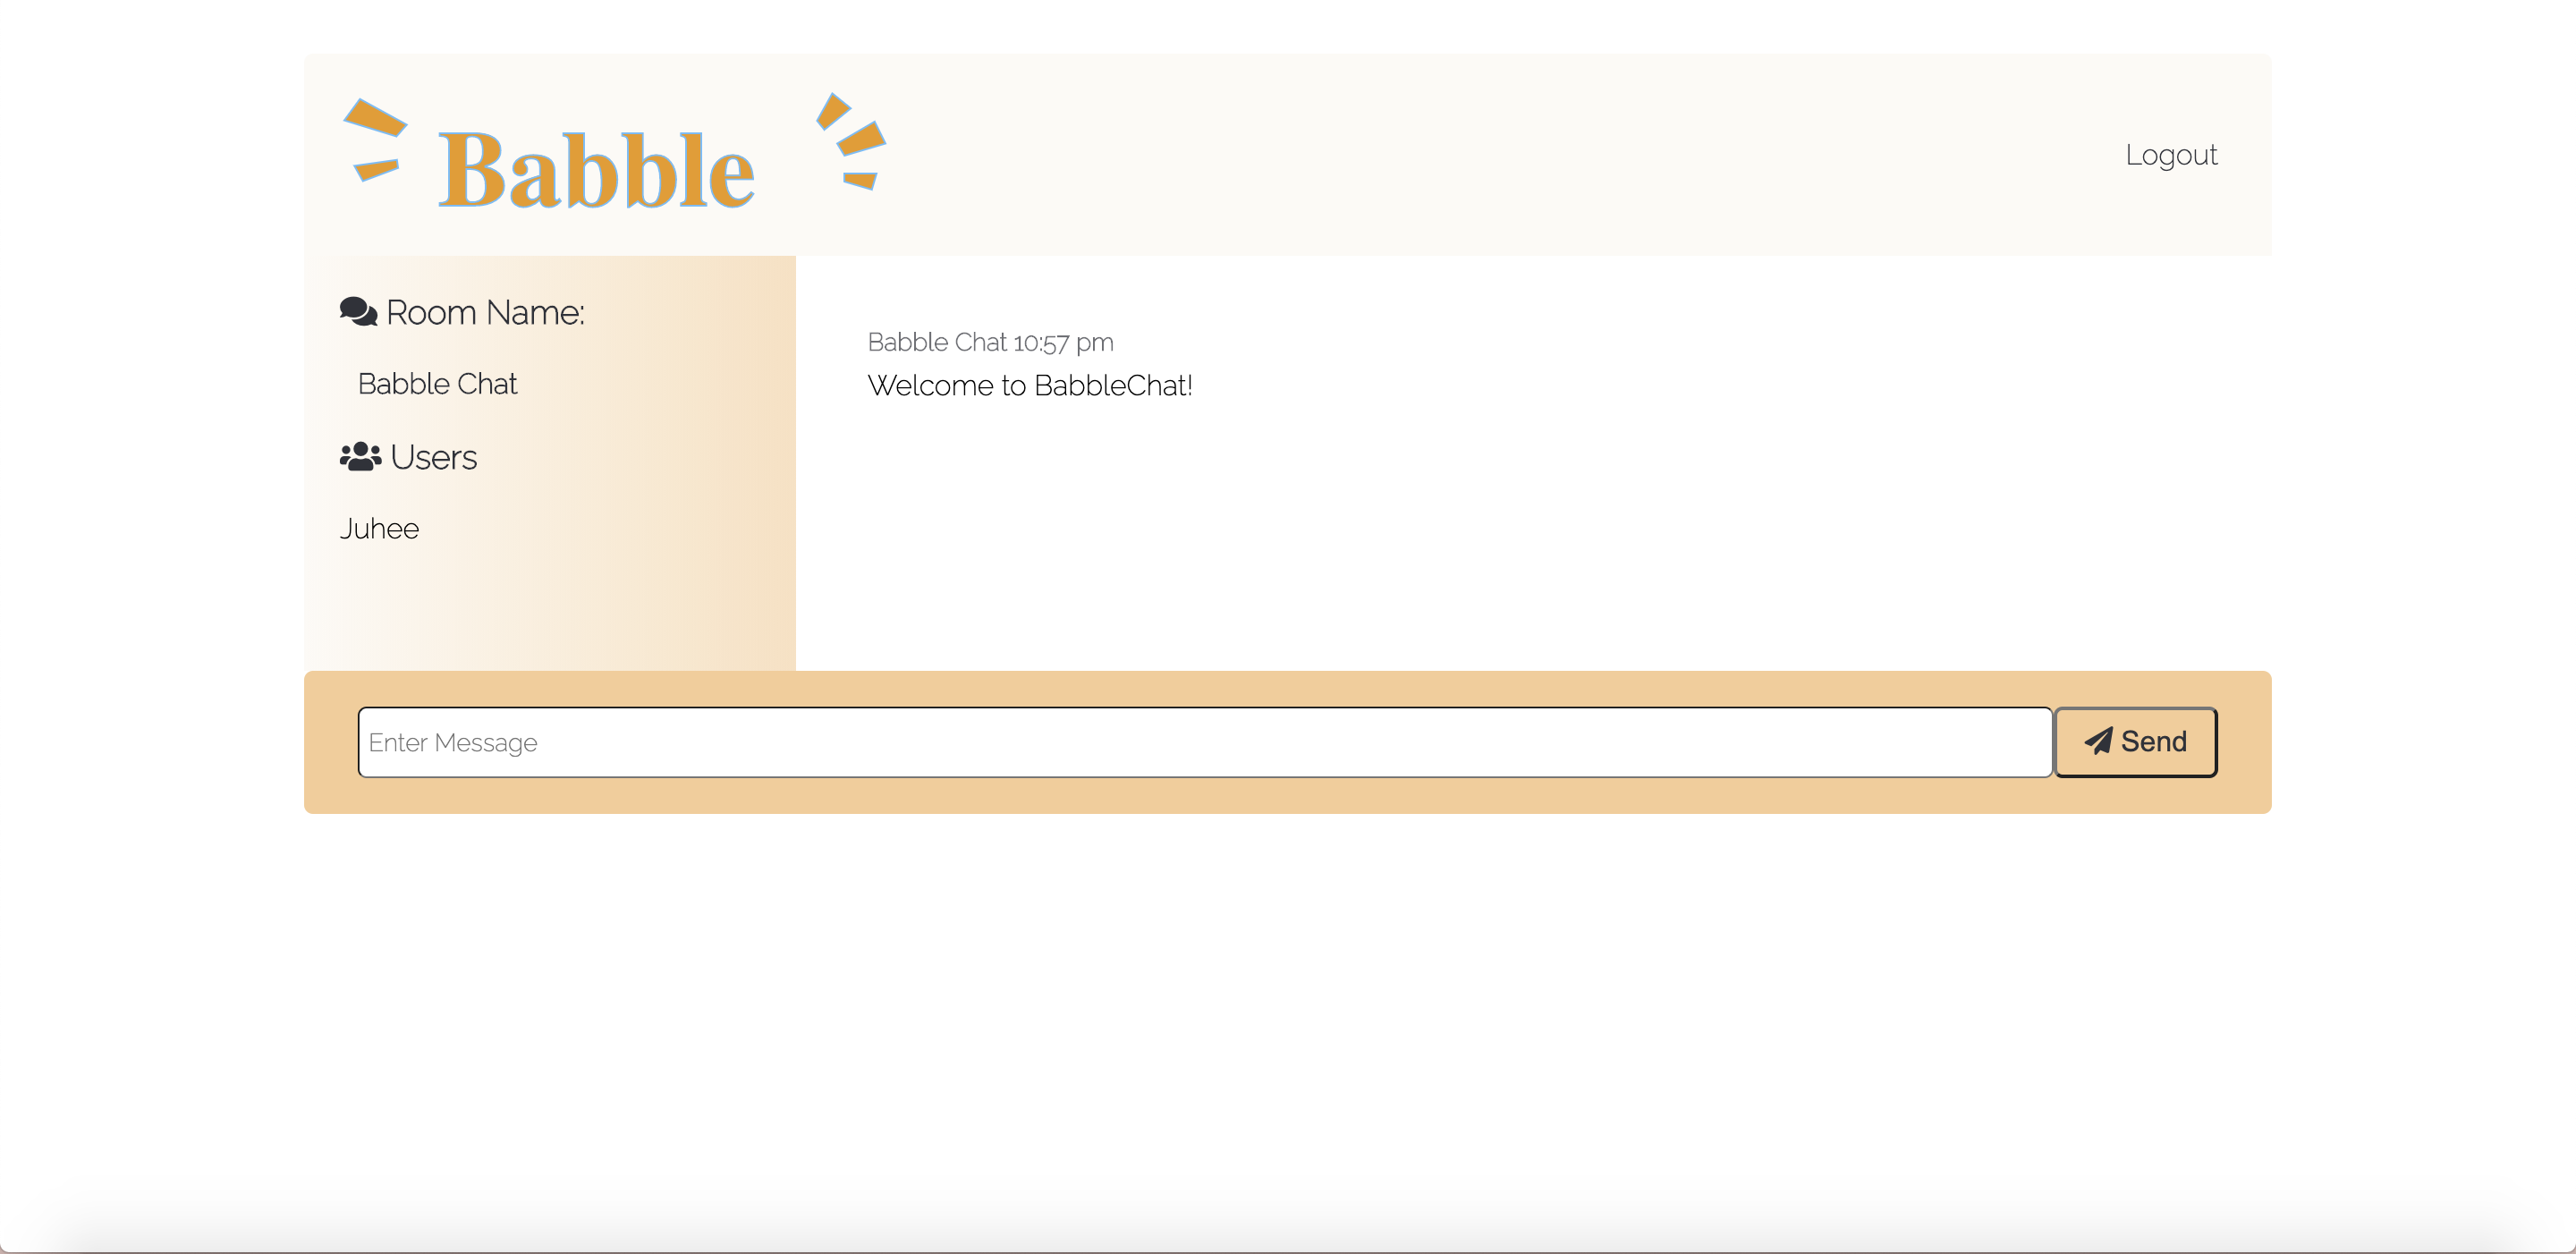 Babble
Logout
Room Name:
Babble Chat
Users
Juhee
Babble Chat 10:57 pm
Welcome to BabbleChat!
Enter Message
Send